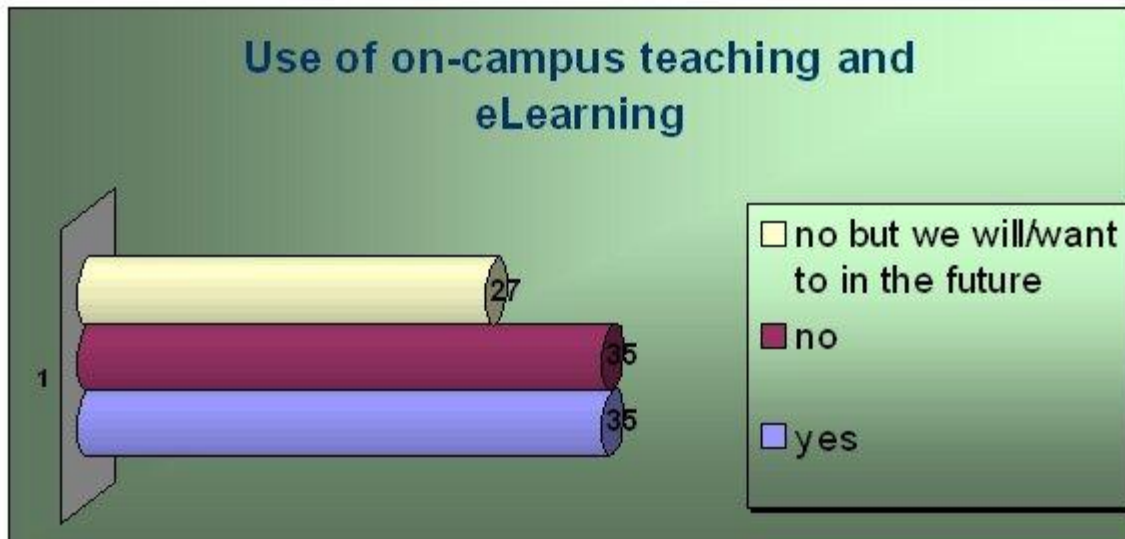 Use of on-campus teaching and
eLearning
27
35
35
1
no but we will/want
to in the future
no
yes